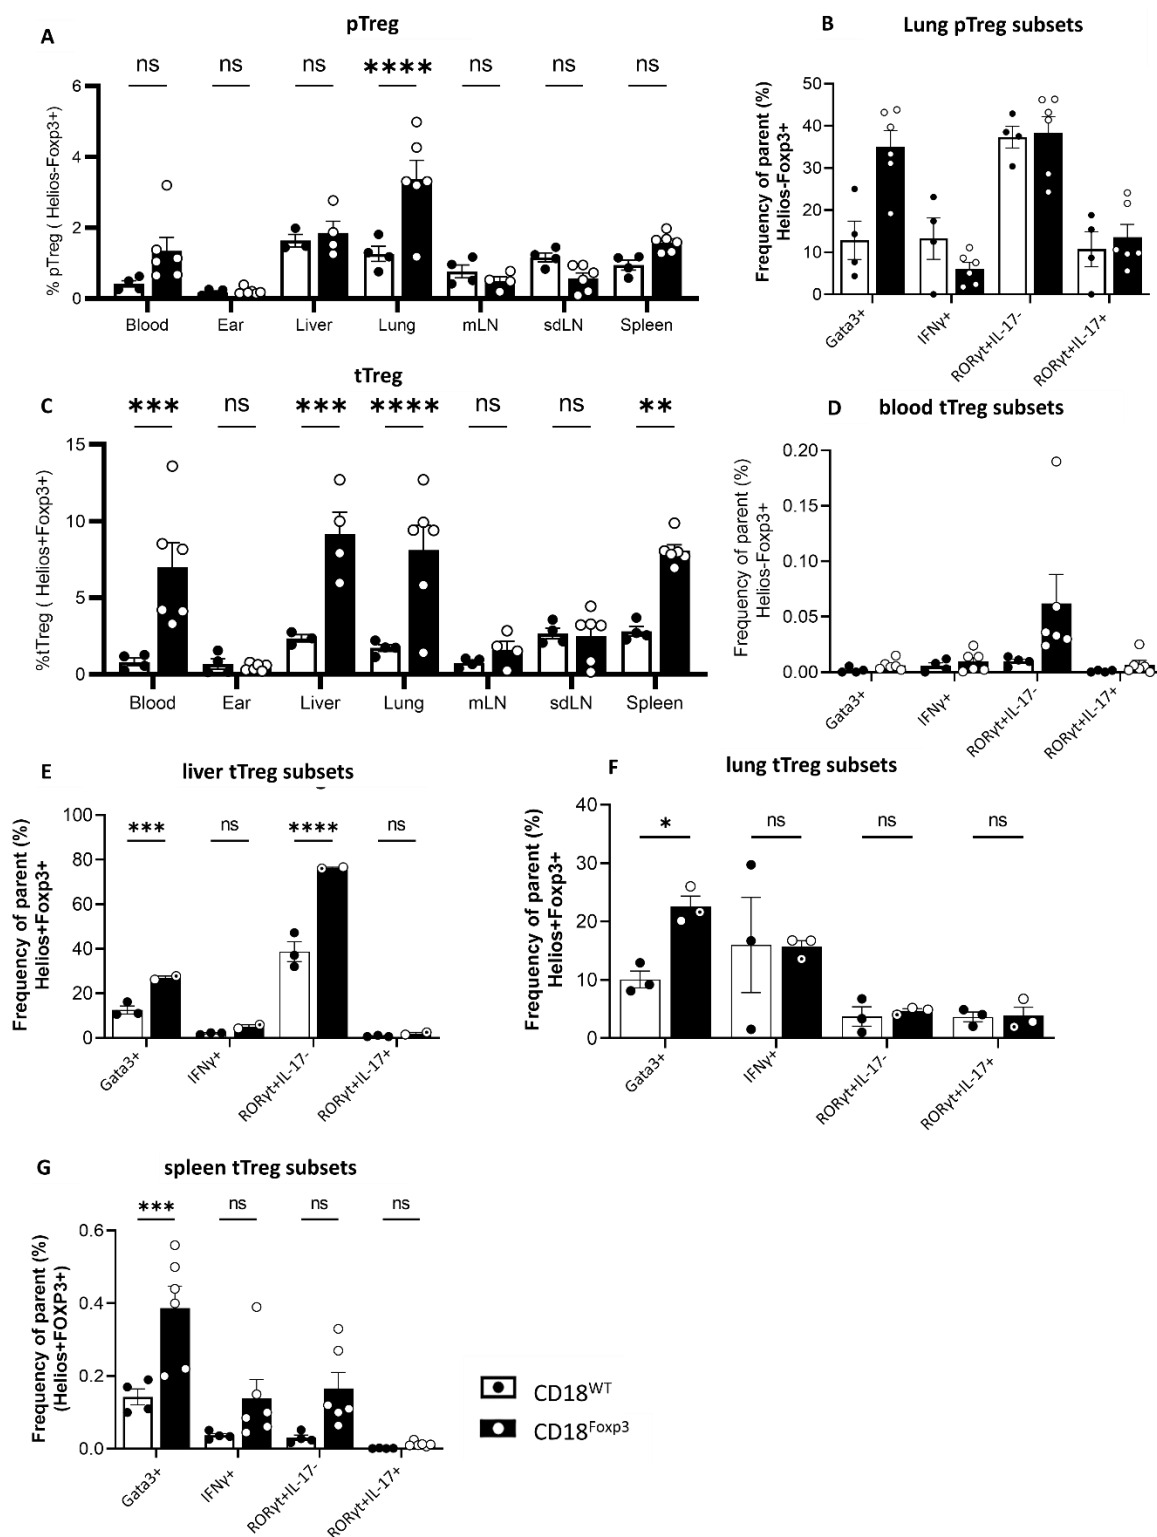 A
pTreg
ns ns ns **** ns ns ns
% pTreg ( Helios-Foxp3+)
6
4
2
0
Blood Ear Liver Lung mLN sdLN Spleen
B
Lung pTreg subsets
Frequency of parent (%)
Helios-Foxp3+
50
40
30
20
10
0
Gata3+ IFNγ+ RORγt+IL-17- RORγt+IL-17+
C
tTreg
*** ns *** **** ns ns **
%tTreg ( Helios+Foxp3+)
15
10
5
0
Blood Ear Liver Lung mLN sdLN Spleen
D
blood tTreg subsets
Frequency of parent (%)
Helios-Foxp3+
0.20
0.15
0.10
0.05
0.00
Gata3+ IFNγ+ RORγt+IL-17- RORγt+IL-17+
E
liver tTreg subsets
*** ns **** ns
Frequency of parent (%)
Helios+Foxp3+
100
80
60
40
20
0
Gata3+ IFNγ+ RORγt+IL-17- RORγt+IL-17+
F
lung tTreg subsets
* ns ns ns
Frequency of parent (%)
Helios+Foxp3+
40
30
20
10
0
Gata3+ IFNγ+ RORγt+IL-17- RORγt+IL-17+
G
spleen tTreg subsets
*** ns ns ns
Frequency of parent (%)
(Helios+FOXP3+)
0.6
0.4
0.2
0.0
Gata3+ IFNγ+ RORγt+IL-17- RORγt+IL-17+
CD18WT
CD18Foxp3